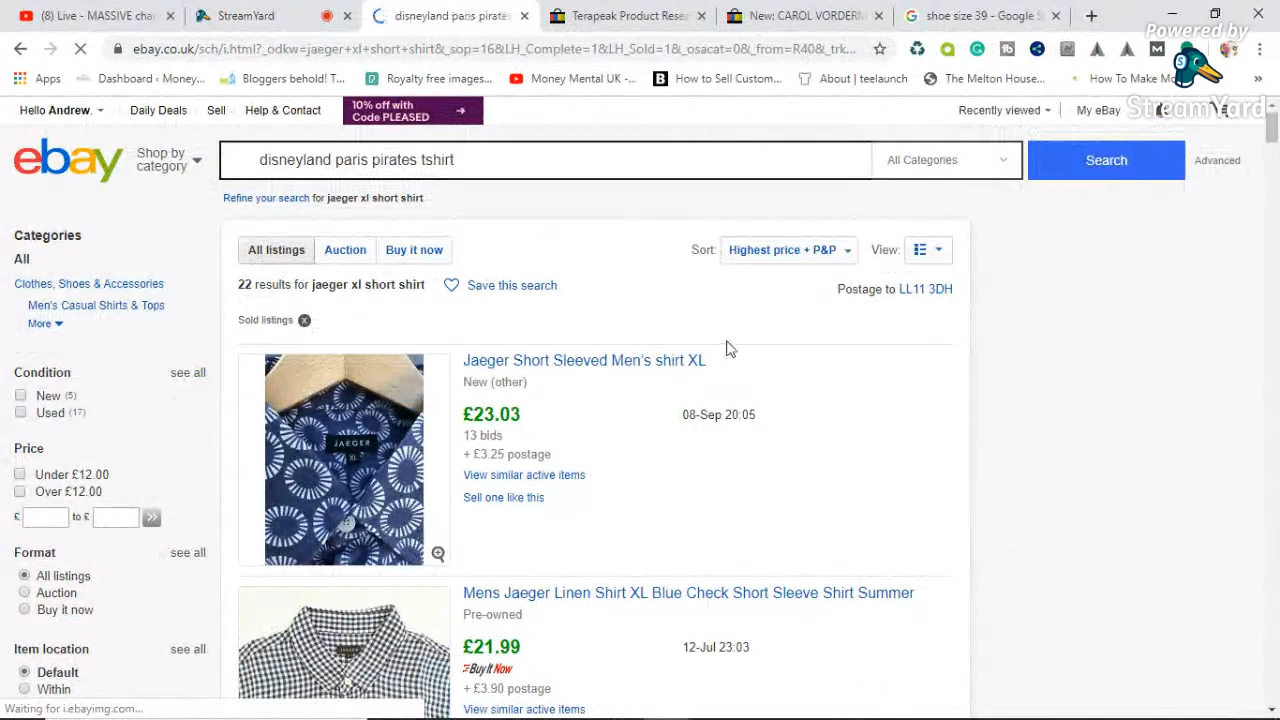 (5) Live - MASSIVE char
StreamYard
disneyland paris pirates
Terapeak Product Rese
New: CAROL VORDERM
shoe size 39 - Google S
Powered by
ebay.co.uk/sch/i.html?_odkw=jaeger+xl+short+shirt&_sop=16&LH_Complete=1&LH_Sold=1&_osacat=0&_from=R40&_trk...
Apps
Dashboard ‹ Money...
Bloggers behold! T...
Royalty free images...
Money Mental UK -...
How to Sell Custom...
About | teelaunch
The Melton House...
How To Make Mo
StreamYard
Hello Andrew.
Daily Deals
Sell
Help & Contact
10% off with
Code PLEASED
Recently viewed
My eBay
ebay
Shop by
category
disneyland paris pirates tshirt
All Categories
Search
Advanced
Refine your search for jaeger xl short shirt
Categories
All
Clothes, Shoes & Accessories
Men's Casual Shirts & Tops
More
Condition
see all
New (5)
Used (17)
Price
Under £12.00
Over £12.00
£
to £
Format
see all
All listings
Auction
Buy it now
Item location
see all
Default
Within
All listings
Auction
Buy it now
Sort:
Highest price + P&P
View:
22 results for jaeger xl short shirt
Save this search
Postage to LL11 3DH
Sold listings
JAEGER
XL
Jaeger Short Sleeved Men's shirt XL
New (other)
£23.03
08-Sep 20:05
13 bids
+ £3.25 postage
View similar active items
Sell one like this
Mens Jaeger Linen Shirt XL Blue Check Short Sleeve Shirt Summer
Pre-owned
£21.99
12-Jul 23:03
Buy It Now
+ £3.90 postage
View similar active items
Waiting for i.ebayimg.com...